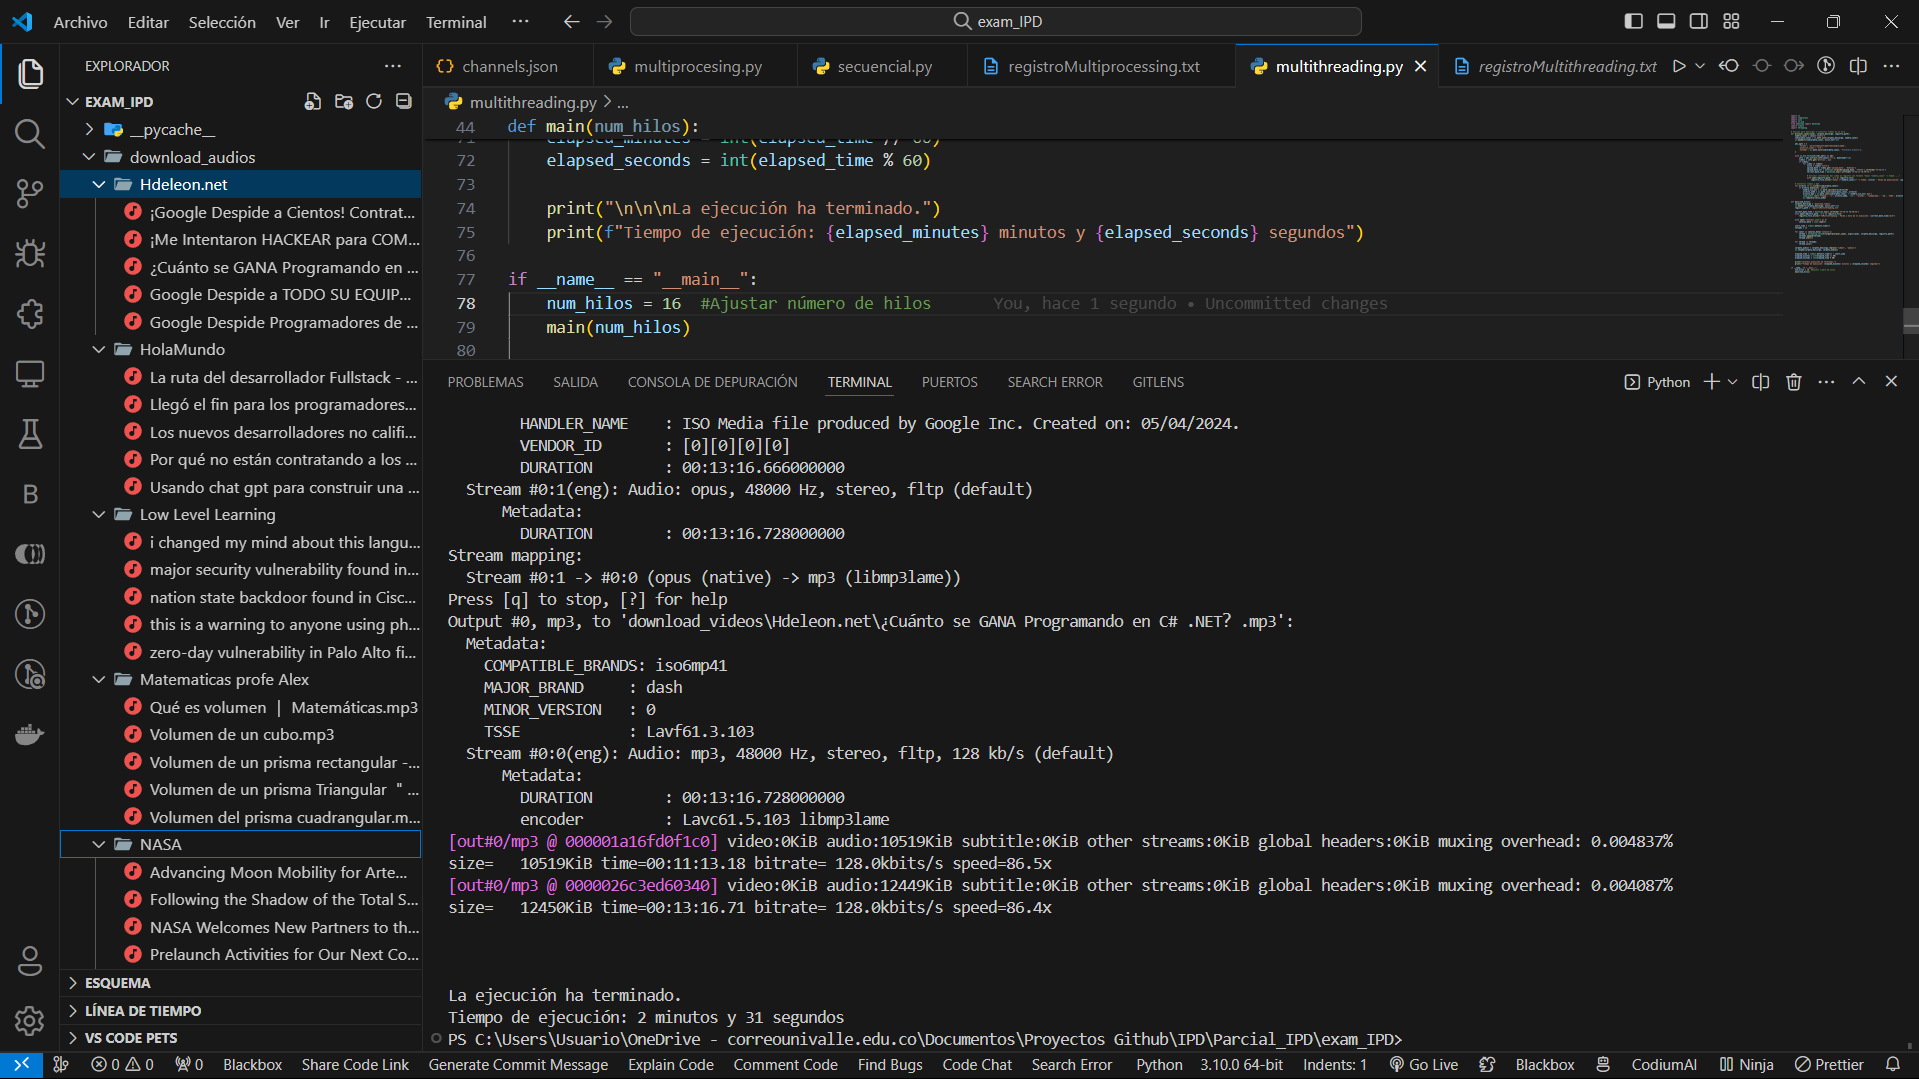 Archivo Editar Selección Ver Ir Ejecutar Terminal ··· exam_IPD
EXPLORADOR
EXAM_IPD
__pycache__
download_audios
Hdeleon.net
¡Google Despide a Cientos! Contrat...
¡Me Intentaron HACKEAR para COM...
¿Cuánto se GANA Programando en ...
Google Despide a TODO SU EQUIP...
Google Despide Programadores de ...
HolaMundo
La ruta del desarrollador Fullstack - ...
Llegó el fin para los programadores...
Los nuevos desarrolladores no califi...
Por qué no están contratando a los ...
Usando chat gpt para construir una ...
Low Level Learning
i changed my mind about this langu...
major security vulnerability found in...
nation state backdoor found in Cisc...
this is a warning to anyone using ph...
zero-day vulnerability in Palo Alto fi...
Matematicas profe Alex
Qué es volumen | Matemáticas.mp3
Volumen de un cubo.mp3
Volumen de un prisma rectangular -...
Volumen de un prisma Triangular " ...
Volumen del prisma cuadrangular.m...
NASA
Advancing Moon Mobility for Arte...
Following the Shadow of the Total S...
NASA Welcomes New Partners to th...
Prelaunch Activities for Our Next Co...
ESQUEMA
LÍNEA DE TIEMPO
VS CODE PETS
channels.json multiprocesing.py secuencial.py registroMultiprocessing.txt multithreading.py registroMultithreading.txt
multithreading.py > ...
44 def main(num_hilos):
71 elapsed_minutes = int(elapsed_time // 60)
72 elapsed_seconds = int(elapsed_time % 60)
73
74 print("\n\n\nLa ejecución ha terminado.")
75 print(f"Tiempo de ejecución: {elapsed_minutes} minutos y {elapsed_seconds} segundos")
76
77 if __name__ == "__main__":
78 num_hilos = 16 #Ajustar número de hilos You, hace 1 segundo • Uncommitted changes
79 main(num_hilos)
80
PROBLEMAS SALIDA CONSOLA DE DEPURACIÓN TERMINAL PUERTOS SEARCH ERROR GITLENS Python
HANDLER_NAME : ISO Media file produced by Google Inc. Created on: 05/04/2024.
VENDOR_ID : [0][0][0][0]
DURATION : 00:13:16.666000000
Stream #0:1(eng): Audio: opus, 48000 Hz, stereo, fltp (default)
Metadata:
DURATION : 00:13:16.728000000
Stream mapping:
Stream #0:1 -> #0:0 (opus (native) -> mp3 (libmp3lame))
Press [q] to stop, [?] for help
Output #0, mp3, to 'download_videos\Hdeleon.net\¿Cuánto se GANA Programando en C# .NET? .mp3':
Metadata:
COMPATIBLE_BRANDS: iso6mp41
MAJOR_BRAND : dash
MINOR_VERSION : 0
TSSE : Lavf61.3.103
Stream #0:0(eng): Audio: mp3, 48000 Hz, stereo, fltp, 128 kb/s (default)
Metadata:
DURATION : 00:13:16.728000000
encoder : Lavc61.5.103 libmp3lame
[out#0/mp3 @ 000001a16fd0f1c0] video:0KiB audio:10519KiB subtitle:0KiB other streams:0KiB global headers:0KiB muxing overhead: 0.004837%
size= 10519KiB time=00:11:13.18 bitrate= 128.0kbits/s speed=86.5x
[out#0/mp3 @ 0000026c3ed60340] video:0KiB audio:12449KiB subtitle:0KiB other streams:0KiB global headers:0KiB muxing overhead: 0.004087%
size= 12450KiB time=00:13:16.71 bitrate= 128.0kbits/s speed=86.4x
La ejecución ha terminado.
Tiempo de ejecución: 2 minutos y 31 segundos
PS C:\Users\Usuario\OneDrive - correounivalle.edu.co\Documentos\Proyectos Github\IPD\Parcial_IPD\exam_IPD>
0 0 0 Blackbox Share Code Link Generate Commit Message Explain Code Comment Code Find Bugs Code Chat Search Error Python 3.10.0 64-bit Indents: 1 Go Live Blackbox CodiumAI Ninja Prettier